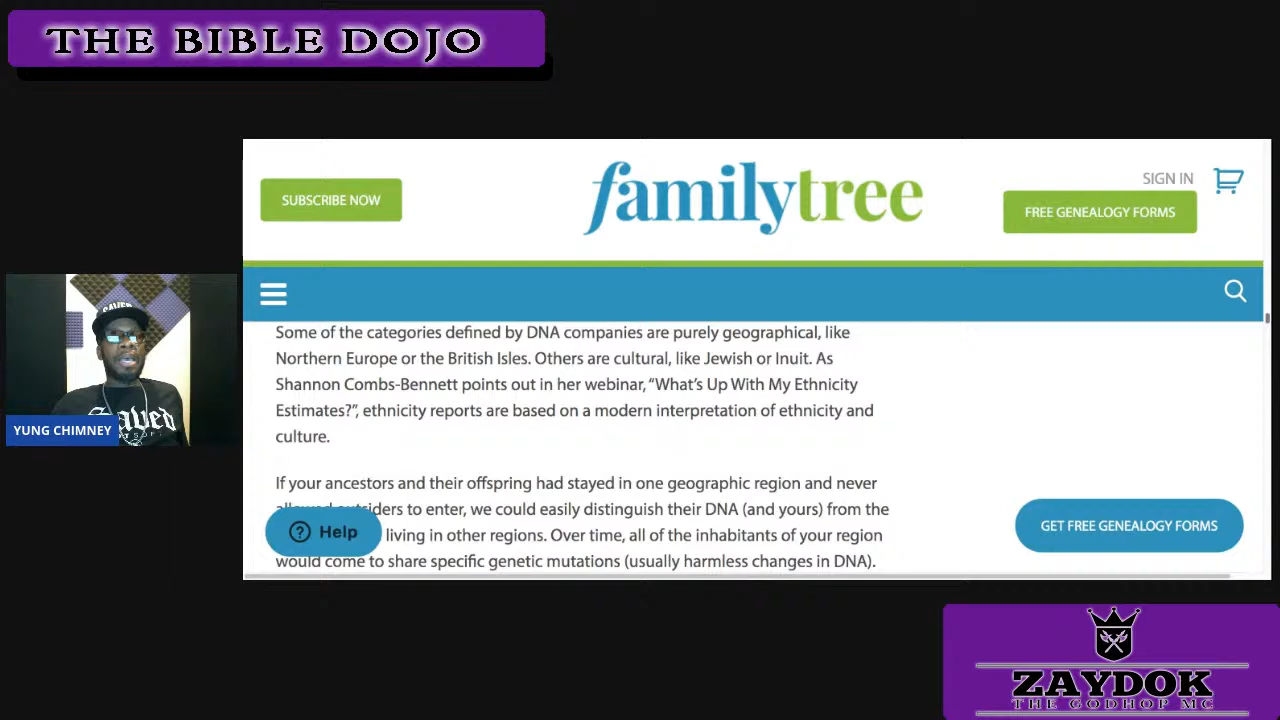 THE BIBLE DOJO
SUBSCRIBE NOW
familytree
SIGN IN
FREE GENEALOGY FORMS
Some of the categories defined by DNA companies are purely geographical, like
Northern Europe or the British Isles. Others are cultural, like Jewish or Inuit. As
Shannon Combs-Bennett points out in her webinar, “What’s Up With My Ethnicity
Estimates?”, ethnicity reports are based on a modern interpretation of ethnicity and
culture.
If your ancestors and their offspring had stayed in one geographic region and never
to enter, we could easily distinguish their DNA (and yours) from the
living in other regions. Over time, all of the inhabitants of your region
would come to share specific genetic mutations (usually harmless changes in DNA).
Help
GET FREE GENEALOGY FORMS
SAVED
Saved
YUNG CHIMNEY
ZAYDOK
THE GODHOP MC